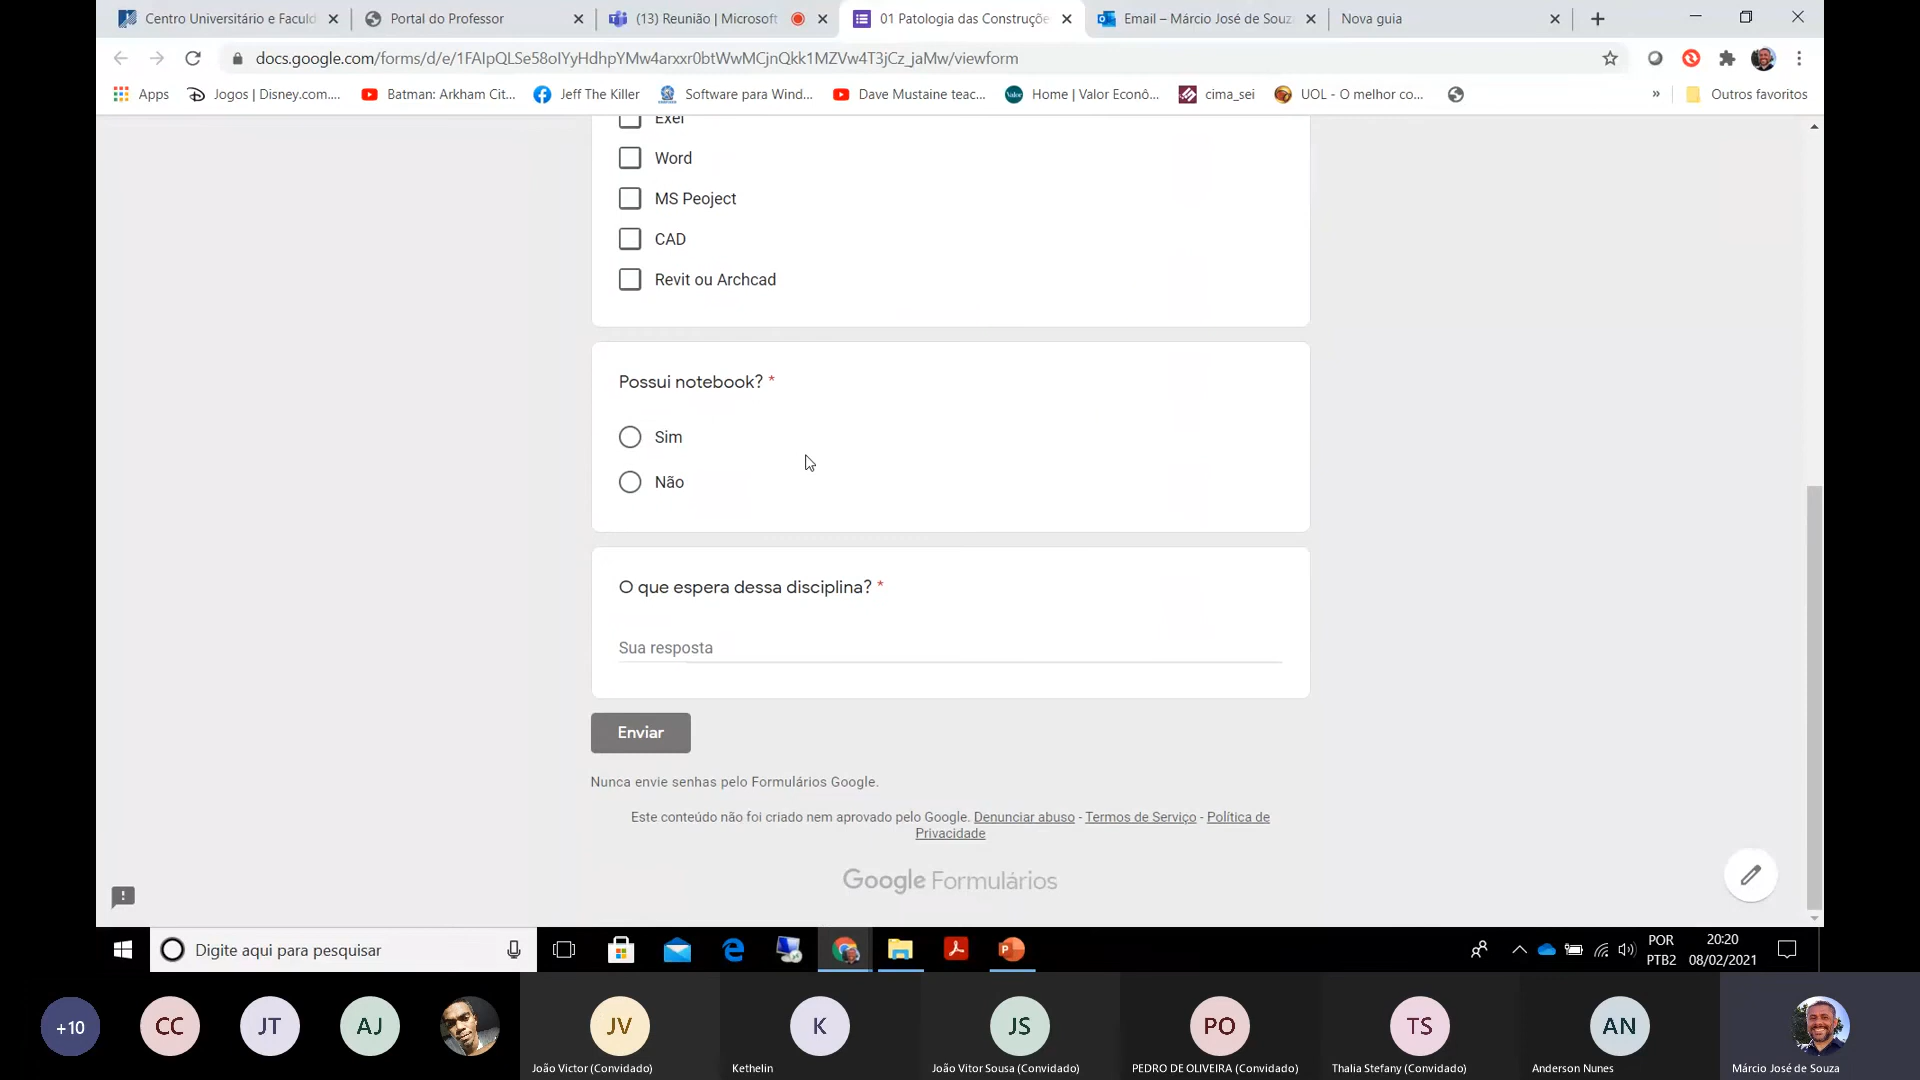 Centro Universitário e Faculd
Portal do Professor
(13) Reunião | Microsoft
01 Patologia das Construçõe
Email – Márcio José de Souz
Nova guia
docs.google.com/forms/d/e/1FAIpQLSe58oIYyHdhpYMw4arxxr0btWwMCjnQkk1MZVw4T3jCz_jaMw/viewform
Apps
Jogos | Disney.com....
Batman: Arkham Cit...
Jeff The Killer
Software para Wind...
Dave Mustaine teac...
Home | Valor Econô...
cima_sei
UOL - O melhor co...
»
Outros favoritos
Exel
Word
MS Peoject
CAD
Revit ou Archcad
Possui notebook? *
Sim
Não
O que espera dessa disciplina? *
Sua resposta
Enviar
Nunca envie senhas pelo Formulários Google.
Este conteúdo não foi criado nem aprovado pelo Google. Denunciar abuso - Termos de Serviço - Política de
Privacidade
Google Formulários
Digite aqui para pesquisar
POR
PTB2
20:20
08/02/2021
+10
CC
JT
AJ
JV
K
JS
PO
TS
AN
João Victor (Convidado)
Kethelin
João Vitor Sousa (Convidado)
PEDRO DE OLIVEIRA (Convidado)
Thalia Stefany (Convidado)
Anderson Nunes
Márcio José de Souza